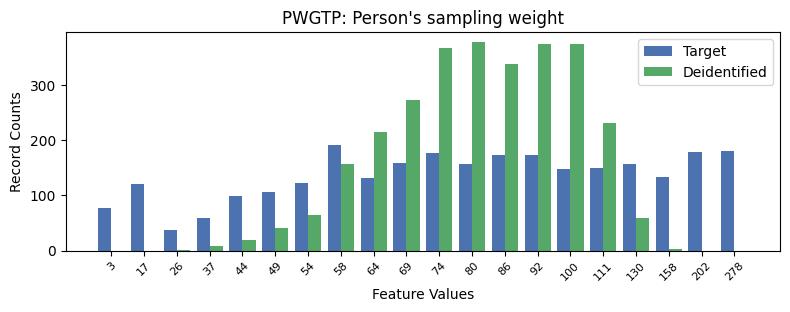 PWGTP: Person's sampling weight
Record Counts
300
200
100
0
Target
Deidentified
3 17 26 37 44 49 54 58 64 69 74 80 86 92 100 111 130 158 202 278
Feature Values